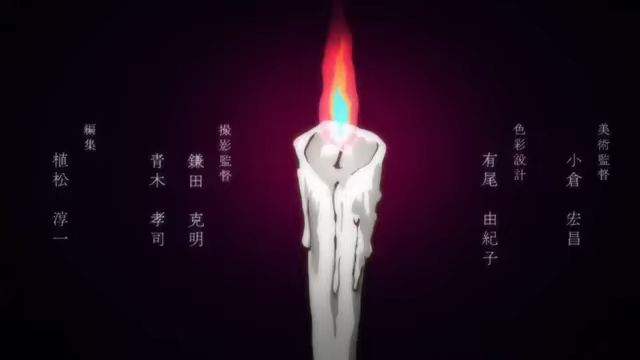 美術監督
小倉 宏昌
色彩設計
有尾 由紀子
撮影監督
鎌田 克明
青木 孝司
編集
植松 淳一